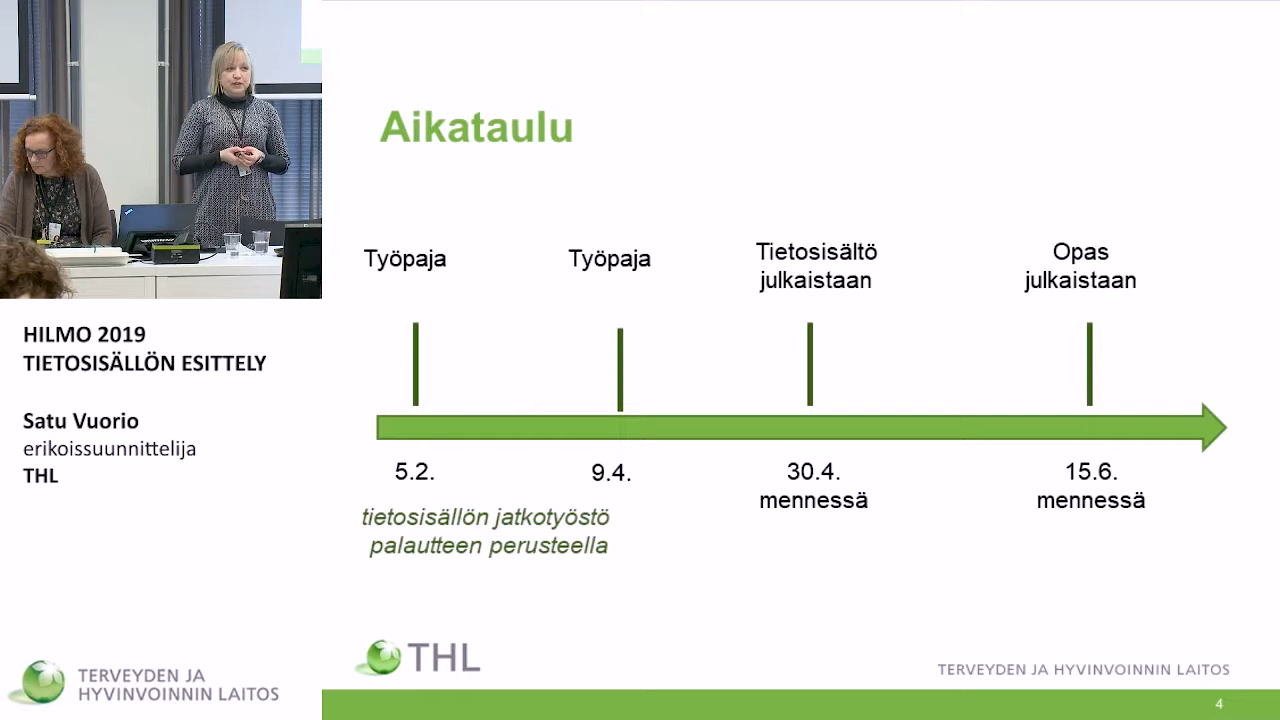 HILMO 2019
TIETOSISÄLLÖN ESITTELY
Satu Vuorio
erikoissuunnittelija
THL
TERVEYDEN JA
HYVINVOINNIN LAITOS
Aikataulu
Työpaja
Työpaja
Tietosisältö
julkaistaan
Opas
julkaistaan
5.2.
9.4.
30.4.
mennessä
15.6.
mennessä
tietosisällön jatkotyöstö
palautteen perusteella
THL
TERVEYDEN JA HYVINVOINNIN LAITOS
4